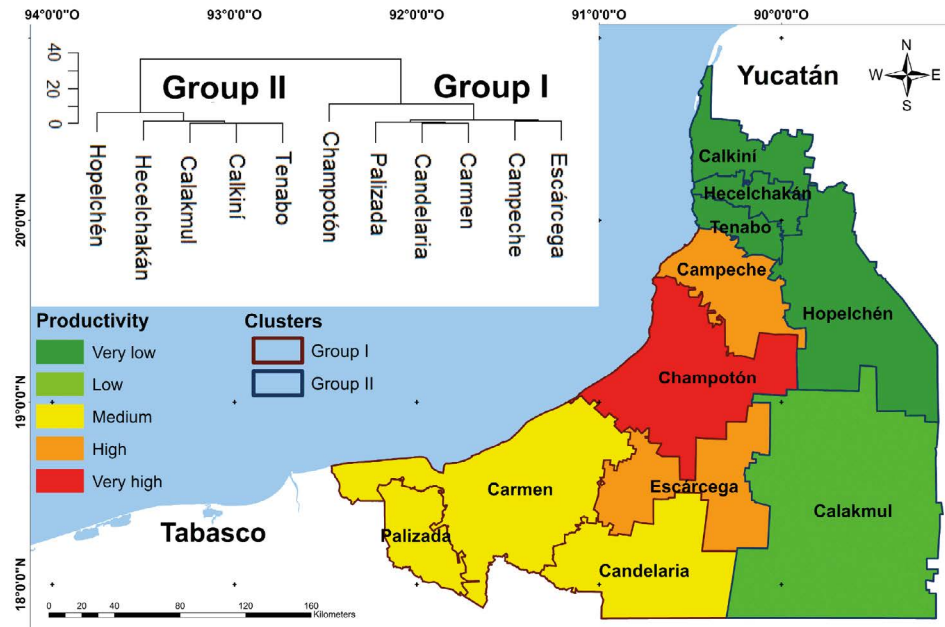 94°0'0"O 93°0'0"O 92°0'0"O 91°0'0"O 90°0'0"O
40
20
0
Group II
Group I
Hopelchén
Hecelchakán
Calakmul
Calkiní
Tenabo
Champotón
Palizada
Candelaria
Carmen
Campeche
Escárcega
Yucatán
N
W E
S
20°0'0"N
19°0'0"N
18°0'0"N
Calkiní
Hecelchakán
Tenabo
Campeche
Hopelchén
Champotón
Carmen
Escárcega
Calakmul
Palizada
Candelaria
Tabasco
Productivity
Very low
Low
Medium
High
Very high
Clusters
Group I
Group II
0 20 40 80 120 160
Kilometers